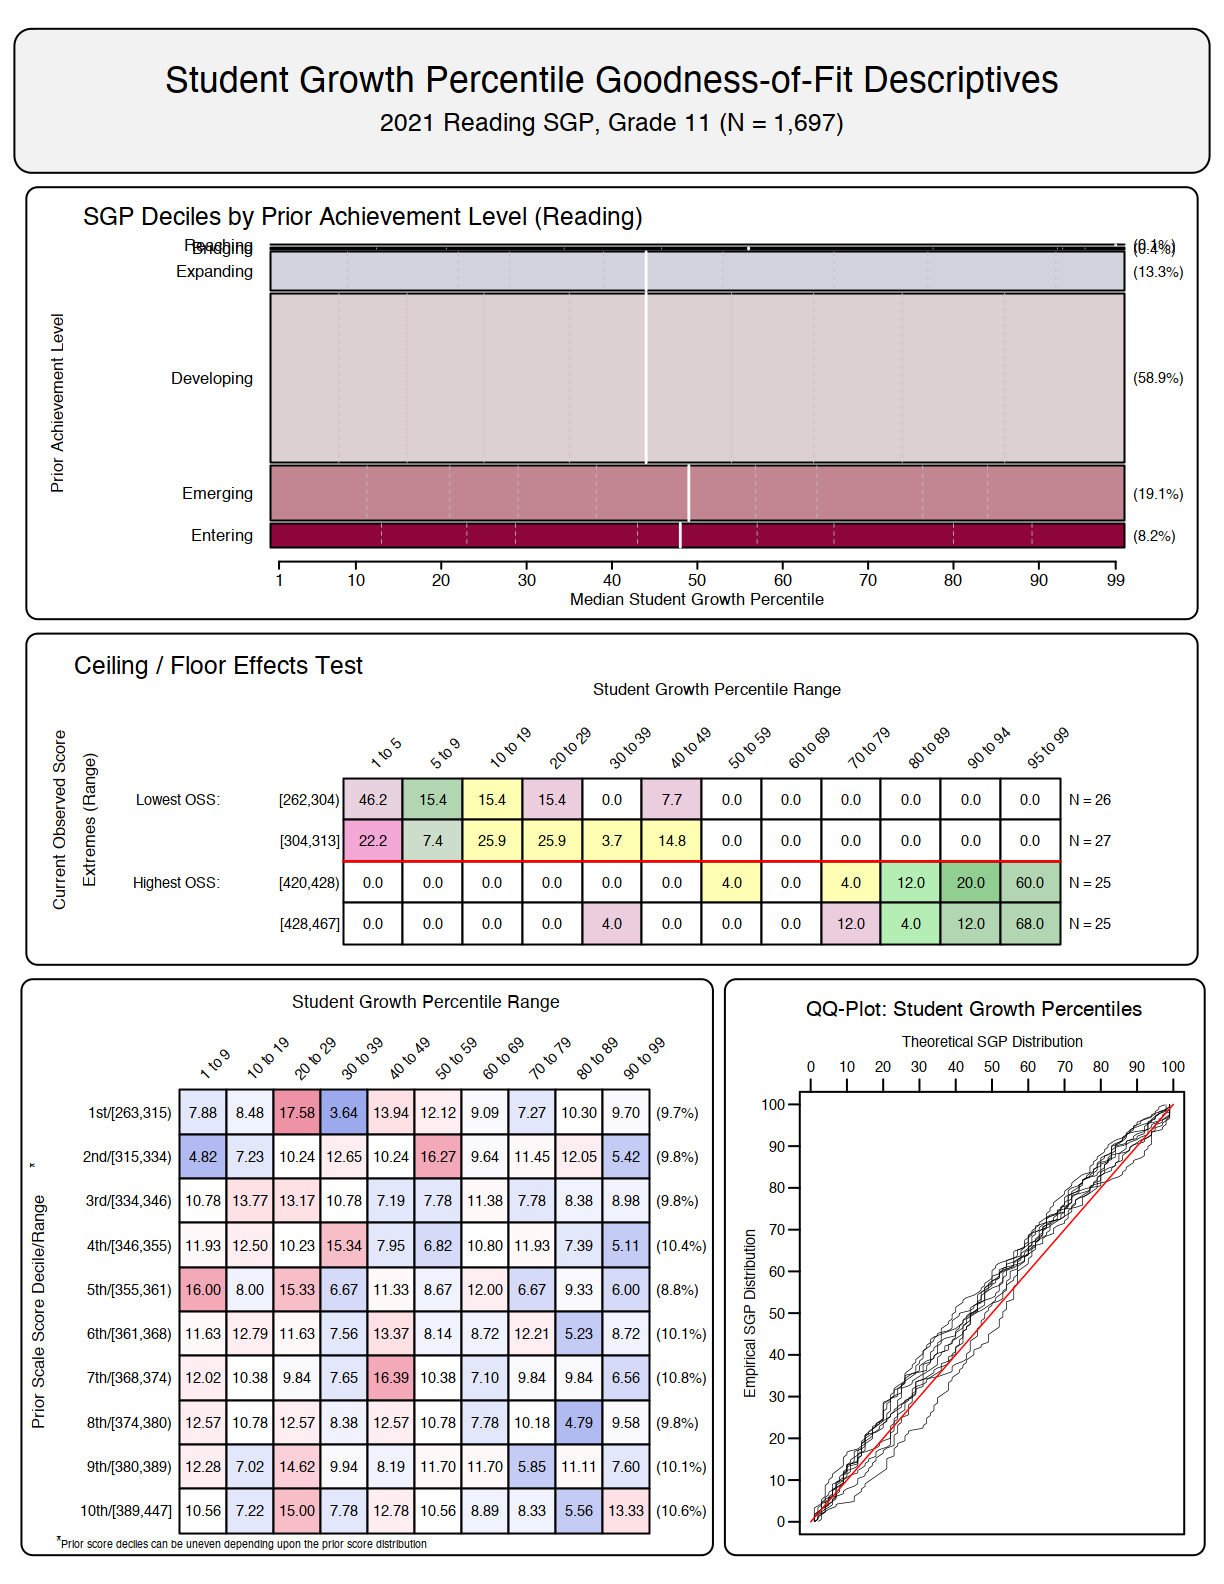 Student Growth Percentile Goodness-of-Fit Descriptives
2021 Reading SGP, Grade 11 (N = 1,697)
SGP Deciles by Prior Achievement Level (Reading)
Prior Achievement Level
Reaching (0.1%)
Bridging (0.4%)
Expanding (13.3%)
Developing (58.9%)
Emerging (19.1%)
Entering (8.2%)
1 10 20 30 40 50 60 70 80 90 99
Median Student Growth Percentile
Ceiling / Floor Effects Test
Student Growth Percentile Range
Current Observed Score
Extremes (Range)
1 to 5 5 to 9 10 to 19 20 to 29 30 to 39 40 to 49 50 to 59 60 to 69 70 to 79 80 to 89 90 to 94 95 to 99
Lowest OSS: [262,304) 46.2 15.4 15.4 15.4 0.0 7.7 0.0 0.0 0.0 0.0 0.0 0.0 N = 26
[304,313] 22.2 7.4 25.9 25.9 3.7 14.8 0.0 0.0 0.0 0.0 0.0 0.0 N = 27
Highest OSS: [420,428) 0.0 0.0 0.0 0.0 0.0 0.0 4.0 0.0 4.0 12.0 20.0 60.0 N = 25
[428,467] 0.0 0.0 0.0 0.0 4.0 0.0 0.0 0.0 12.0 4.0 12.0 68.0 N = 25
Student Growth Percentile Range
Prior Scale Score Decile/Range *
1 to 9 10 to 19 20 to 29 30 to 39 40 to 49 50 to 59 60 to 69 70 to 79 80 to 89 90 to 99
1st/[263,315) 7.88 8.48 17.58 3.64 13.94 12.12 9.09 7.27 10.30 9.70 (9.7%)
2nd/[315,334) 4.82 7.23 10.24 12.65 10.24 16.27 9.64 11.45 12.05 5.42 (9.8%)
3rd/[334,346) 10.78 13.77 13.17 10.78 7.19 7.78 11.38 7.78 8.38 8.98 (9.8%)
4th/[346,355) 11.93 12.50 10.23 15.34 7.95 6.82 10.80 11.93 7.39 5.11 (10.4%)
5th/[355,361) 16.00 8.00 15.33 6.67 11.33 8.67 12.00 6.67 9.33 6.00 (8.8%)
6th/[361,368) 11.63 12.79 11.63 7.56 13.37 8.14 8.72 12.21 5.23 8.72 (10.1%)
7th/[368,374) 12.02 10.38 9.84 7.65 16.39 10.38 7.10 9.84 9.84 6.56 (10.8%)
8th/[374,380) 12.57 10.78 12.57 8.38 12.57 10.78 7.78 10.18 4.79 9.58 (9.8%)
9th/[380,389) 12.28 7.02 14.62 9.94 8.19 11.70 11.70 5.85 11.11 7.60 (10.1%)
10th/[389,447] 10.56 7.22 15.00 7.78 12.78 10.56 8.89 8.33 5.56 13.33 (10.6%)
*Prior score deciles can be uneven depending upon the prior score distribution
QQ-Plot: Student Growth Percentiles
Theoretical SGP Distribution
0 10 20 30 40 50 60 70 80 90 100
Empirical SGP Distribution
100
90
80
70
60
50
40
30
20
10
0